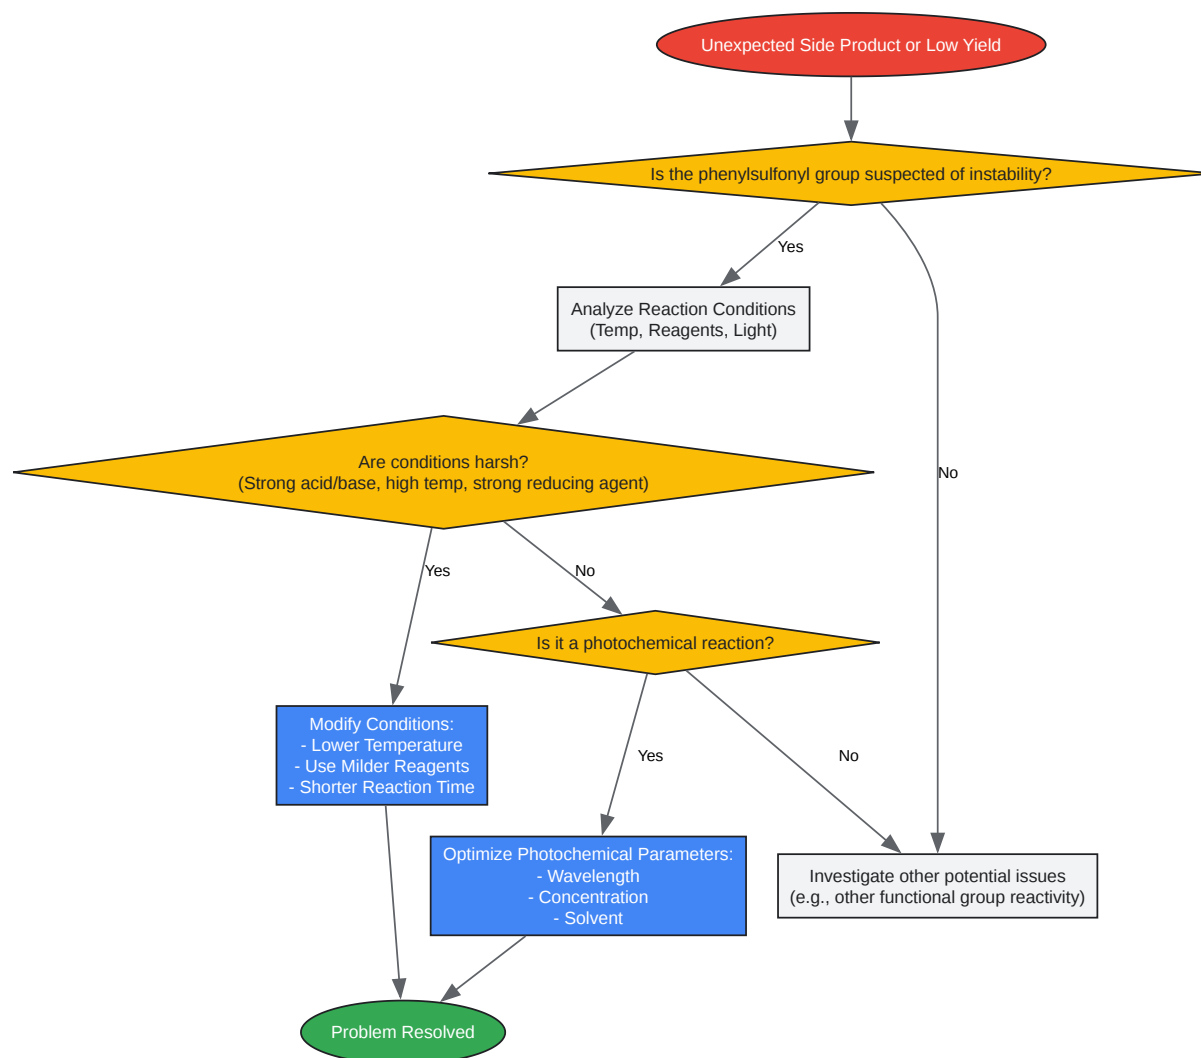 Unexpected Side Product or Low Yield
Is the phenylsulfonyl group suspected of instability?
Yes
Analyze Reaction Conditions
(Temp, Reagents, Light)
No
Are conditions harsh?
(Strong acid/base, high temp, strong reducing agent)
Yes
No
Is it a photochemical reaction?
Modify Conditions:
- Lower Temperature
- Use Milder Reagents
- Shorter Reaction Time
Yes
No
Optimize Photochemical Parameters:
- Wavelength
- Concentration
- Solvent
Investigate other potential issues
(e.g., other functional group reactivity)
Problem Resolved